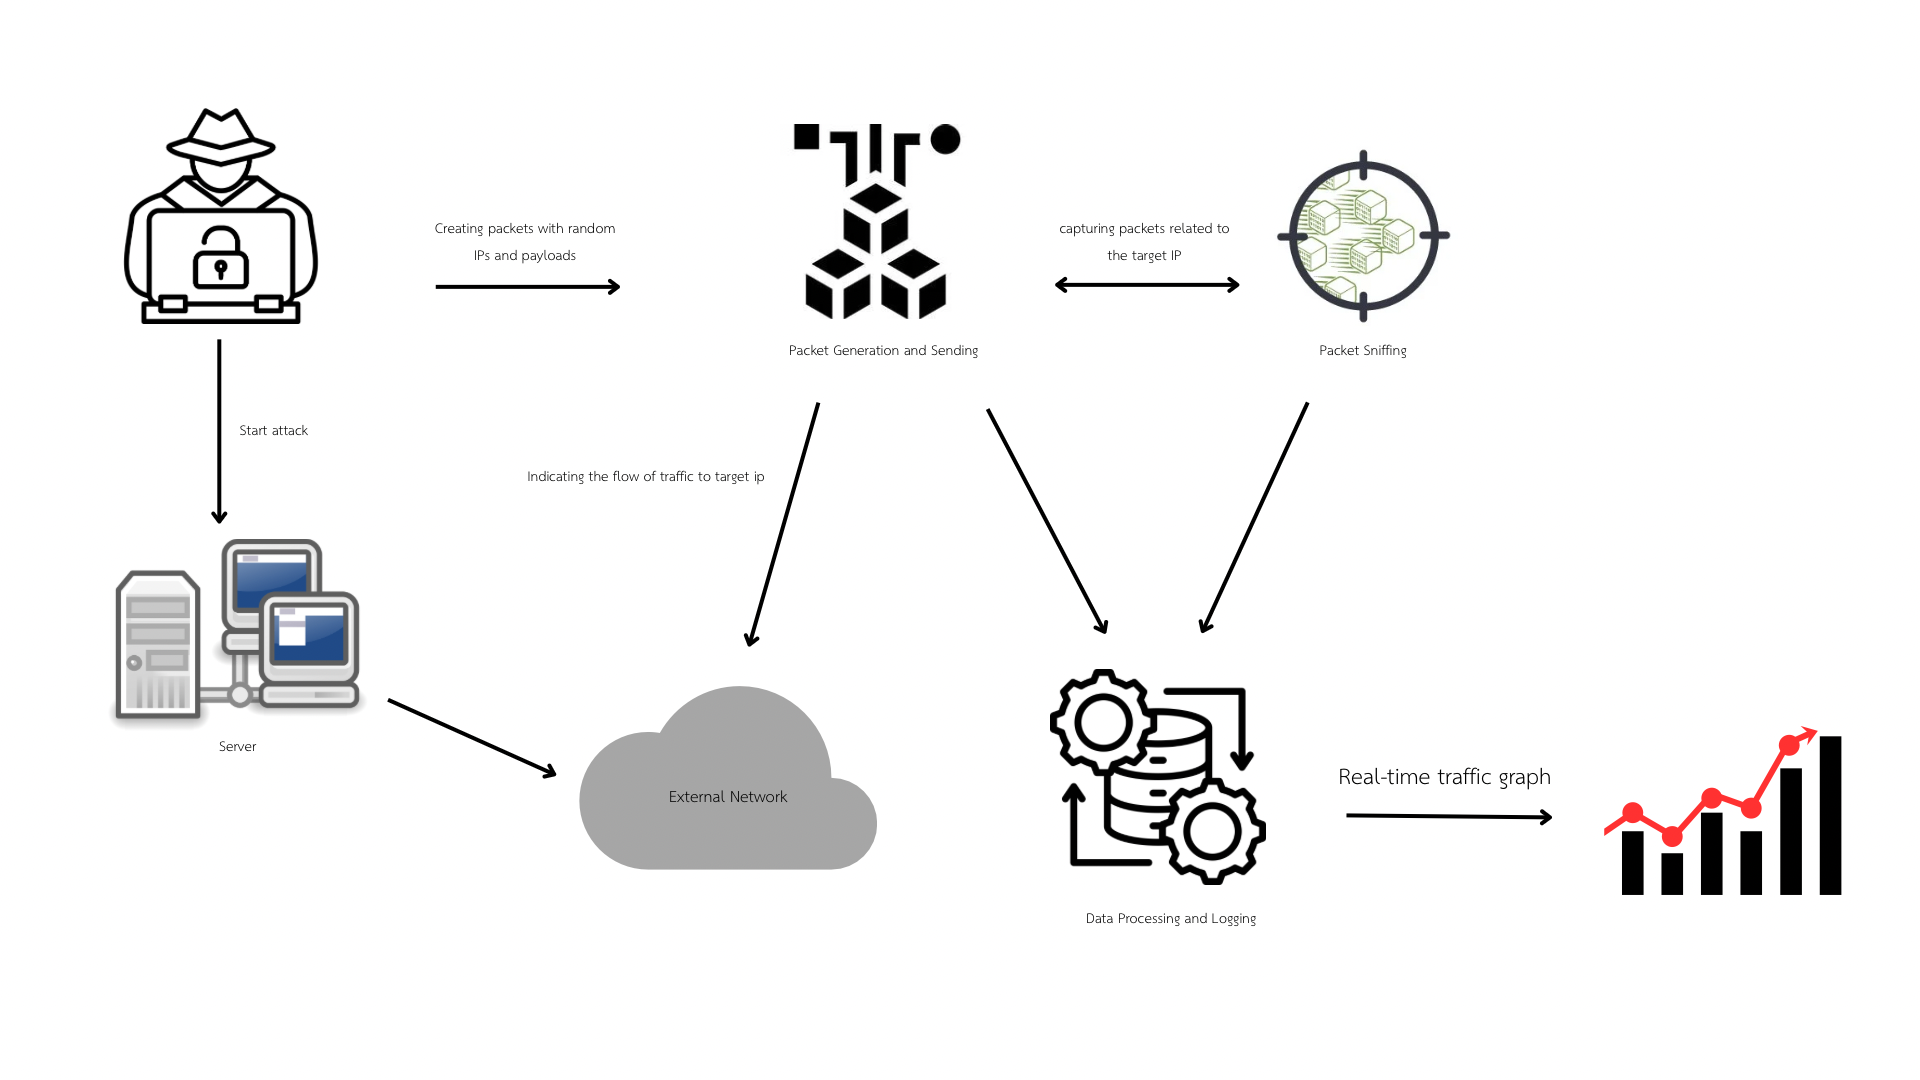 Creating packets with random
IPs and payloads
capturing packets related to
the target IP
Packet Generation and Sending
Packet Sniffing
Start attack
Indicating the flow of traffic to target ip
Server
External Network
Real-time traffic graph
Data Processing and Logging